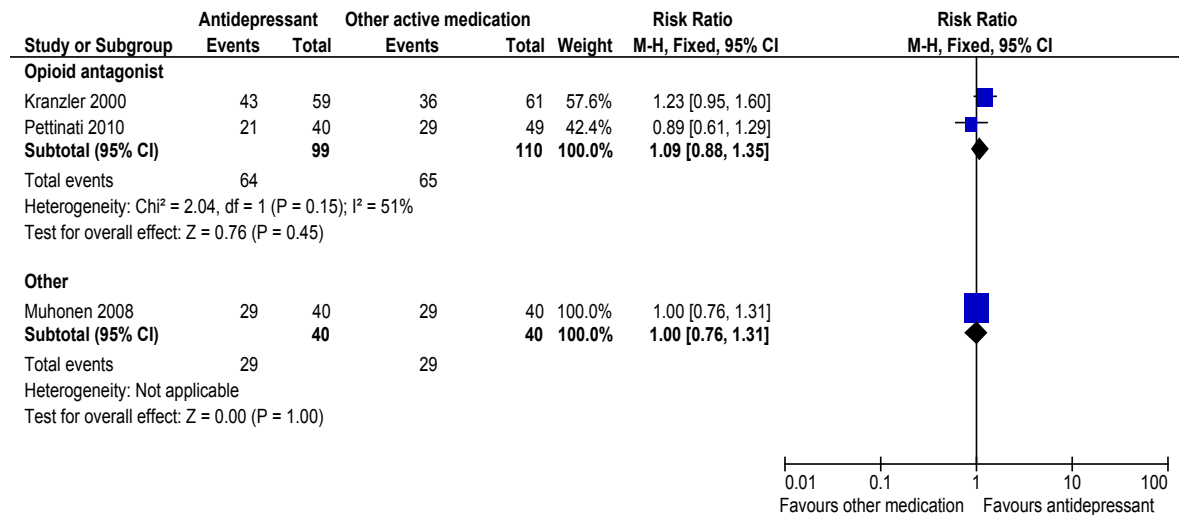 Antidepressant Other active medication Risk Ratio Risk Ratio
Study or Subgroup Events Total Events Total Weight M-H, Fixed, 95% CI M-H, Fixed, 95% CI
Opioid antagonist
Kranzler 2000 43 59 36 61 57.6% 1.23 [0.95, 1.60]
Pettinati 2010 21 40 29 49 42.4% 0.89 [0.61, 1.29]
Subtotal (95% CI) 99 110 100.0% 1.09 [0.88, 1.35]
Total events 64 65
Heterogeneity: Chi² = 2.04, df = 1 (P = 0.15); I² = 51%
Test for overall effect: Z = 0.76 (P = 0.45)
Other
Muhonen 2008 29 40 29 40 100.0% 1.00 [0.76, 1.31]
Subtotal (95% CI) 40 40 100.0% 1.00 [0.76, 1.31]
Total events 29 29
Heterogeneity: Not applicable
Test for overall effect: Z = 0.00 (P = 1.00)
0.01 0.1 1 10 100
Favours other medication Favours antidepressant